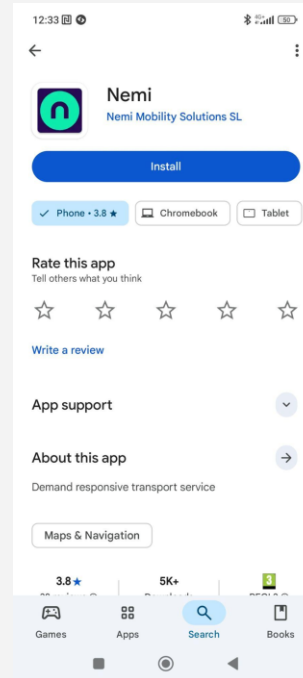 12:33
50
Nemi
Nemi Mobility Solutions SL
Install
Phone • 3.8 ★
Chromebook
Tablet
Rate this app
Tell others what you think
Write a review
App support
About this app
Demand responsive transport service
Maps & Navigation
3.8 ★
5K+
3
Games
Apps
Search
Books